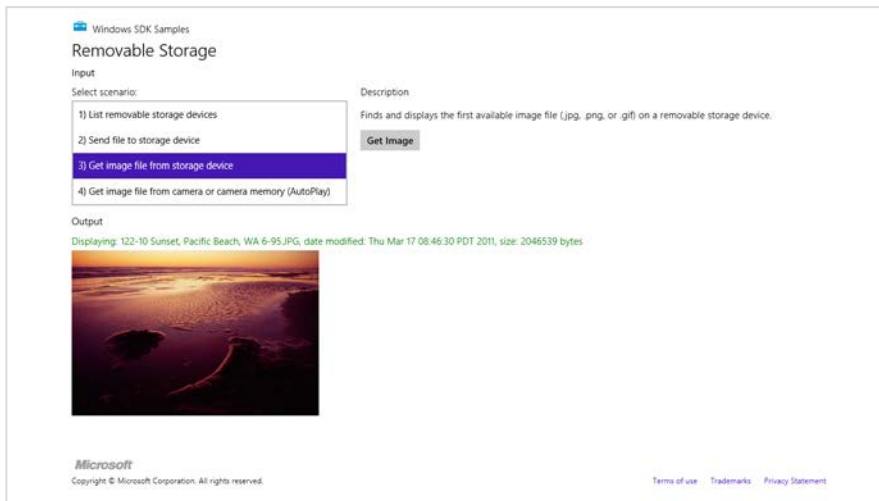 Windows SDK Samples
Removable Storage
Input
Select scenario:
1) List removable storage devices
2) Send file to storage device
3) Get image file from storage device
4) Get image file from camera or camera memory (AutoPlay)
Description
Finds and displays the first available image file (.jpg, .png, or .gif) on a removable storage device.
Get Image
Output
Displaying: 122-10 Sunset, Pacific Beach, WA 6-95.JPG, date modified: Thu Mar 17 08:46:30 PDT 2011, size: 2046539 bytes
Microsoft
Copyright © Microsoft Corporation. All rights reserved.
Terms of use Trademarks Privacy Statement